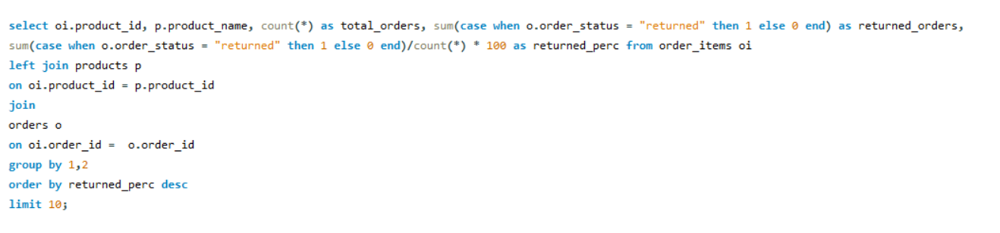 select oi.product_id, p.product_name, count(*) as total_orders, sum(case when o.order_status = "returned" then 1 else 0 end) as returned_orders,
sum(case when o.order_status = "returned" then 1 else 0 end)/count(*) * 100 as returned_perc from order_items oi
left join products p
on oi.product_id = p.product_id
join
orders o
on oi.order_id =  o.order_id
group by 1,2
order by returned_perc desc
limit 10;